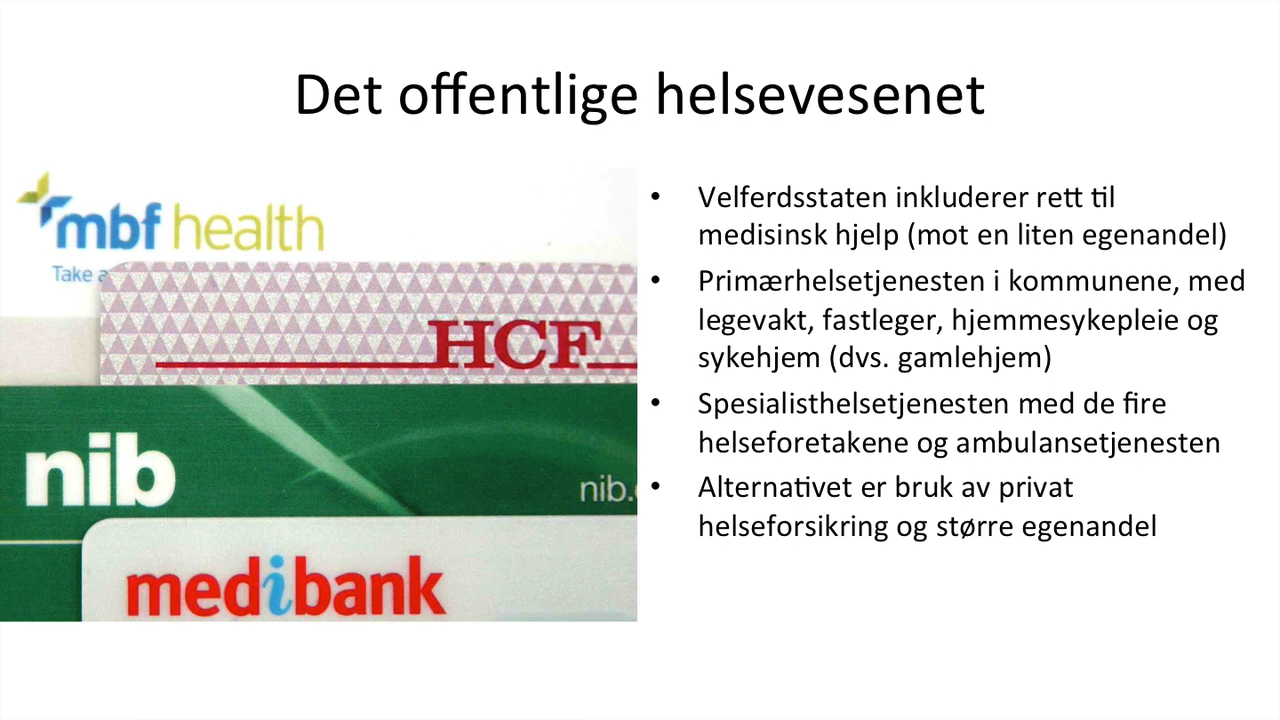 Det offentlige helsevesenet
mbf health
Take
HCF
nib
nib.
medibank
• Velferdsstaten inkluderer rett til
medisinsk hjelp (mot en liten egenandel)
• Primærhelsetjenesten i kommunene, med
legevakt, fastleger, hjemmesykepleie og
sykehjem (dvs. gamlehjem)
• Spesialisthelsetjenesten med de fire
helseforetakene og ambulansetjenesten
• Alternativet er bruk av privat
helseforsikring og større egenandel